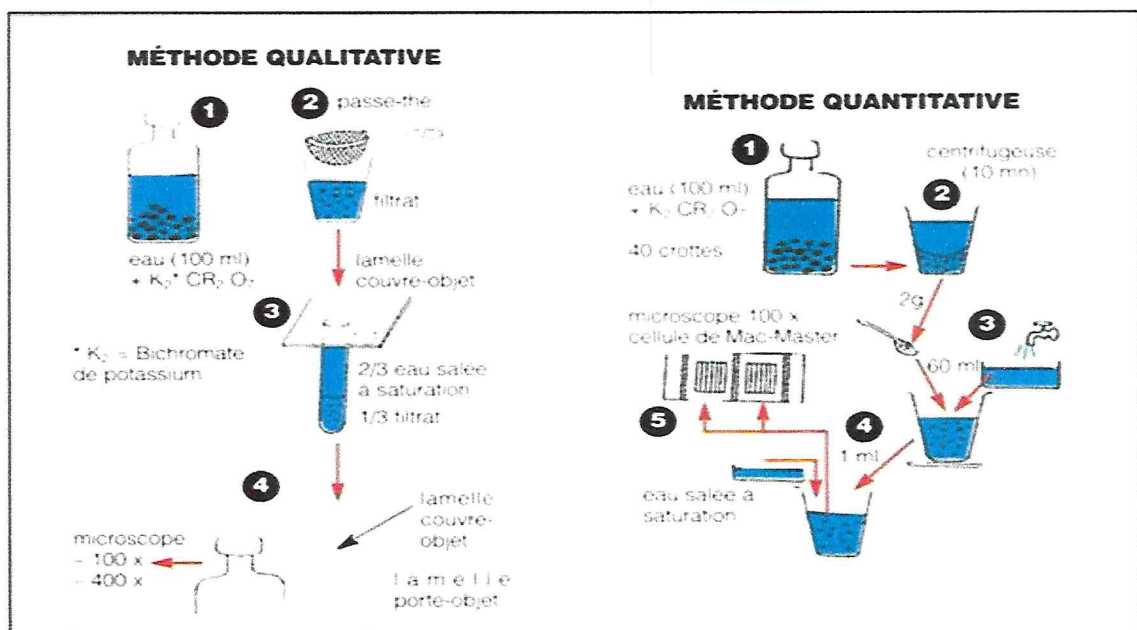 MÉTHODE QUALITATIVE
1
2
passe-thé
filtrat
eau (100 ml)
+ K₂* CR₂ O₇
lamelle
couvre-objet
3
* K₂ = Bichromate
de potassium
2/3 eau salée
à saturation
1/3 filtrat
4
lamelle
couvre-
objet
microscope
- 100 x
- 400 x
lamelle
porte-objet
MÉTHODE QUANTITATIVE
1
centrifugeuse
(10 mn)
2
eau (100 ml)
+ K₂ CR₂ O₇
40 crottes
2g
microscope 100 x
cellule de Mac-Master
3
60 ml
5
4
1 ml
eau salée à
saturation